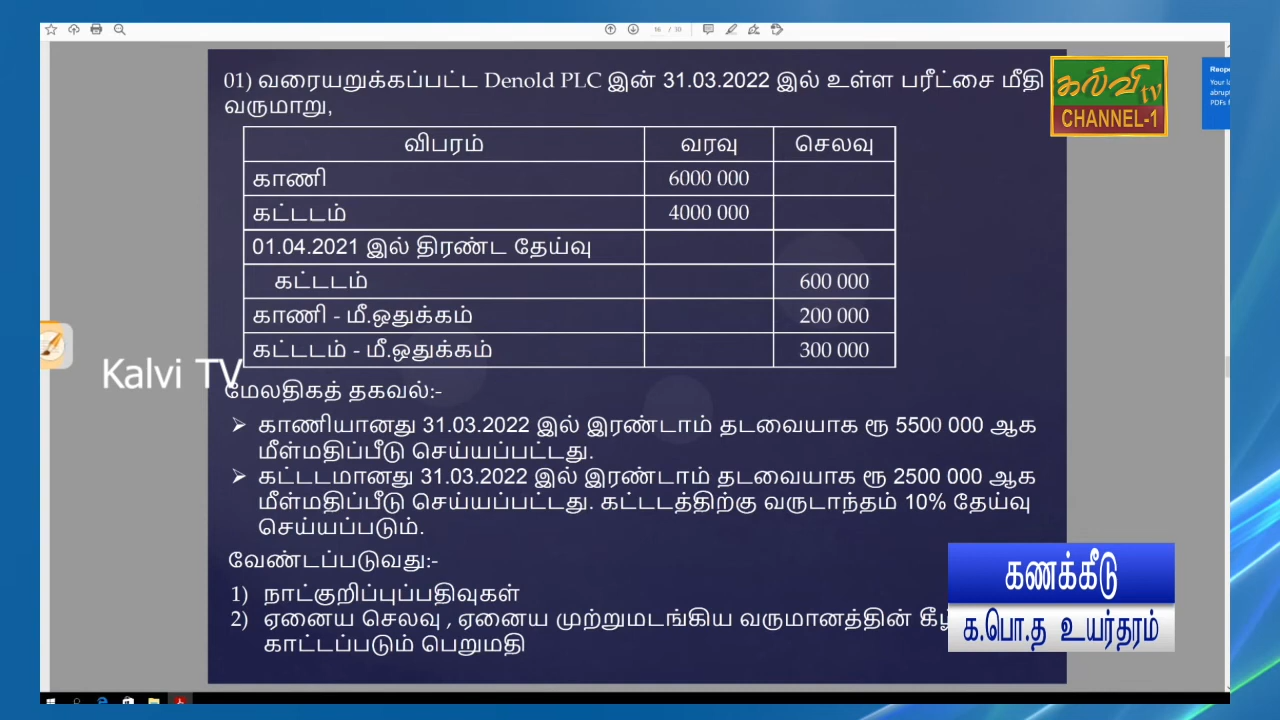 16 / 30
01) வரையறுக்கப்பட்ட Denold PLC இன் 31.03.2022 இல் உள்ள பரீட்சை மீதி
வருமாறு,
கல்வி tv
CHANNEL-1
விபரம் வரவு செலவு
காணி 6000 000
கட்டடம் 4000 000
01.04.2021 இல் திரண்ட தேய்வு
கட்டடம் 600 000
காணி - மீ.ஒதுக்கம் 200 000
கட்டடம் - மீ.ஒதுக்கம் 300 000
Kalvi TV
மேலதிகத் தகவல்:-
➢ காணியானது 31.03.2022 இல் இரண்டாம் தடவையாக ரூ 5500 000 ஆக
மீள்மதிப்பீடு செய்யப்பட்டது.
➢ கட்டடமானது 31.03.2022 இல் இரண்டாம் தடவையாக ரூ 2500 000 ஆக
மீள்மதிப்பீடு செய்யப்பட்டது. கட்டடத்திற்கு வருடாந்தம் 10% தேய்வு
செய்யப்படும்.
வேண்டப்படுவது:-
1) நாட்குறிப்புப்பதிவுகள்
2) ஏனைய செலவு , ஏனைய முற்றுமடங்கிய வருமானத்தின்
காட்டப்படும் பெறுமதி
கணக்கீடு
க.பொ.த உயர்தரம்